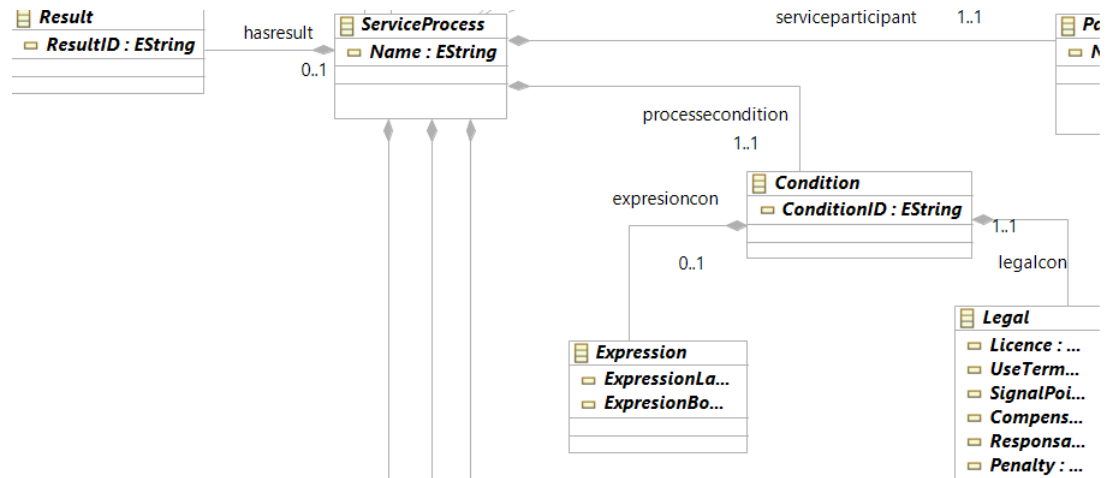 Result
ResultID : EString
hasresult
0..1
ServiceProcess
Name : EString
serviceparticipant 1..1
processecondition
1..1
Condition
ConditionID : EString
expresioncon
0..1
1..1
legalcon
Expression
ExpressionLa...
ExpresionBo...
Legal
Licence : ...
UseTerm...
SignalPoi...
Compens...
Responsa...
Penalty : ...